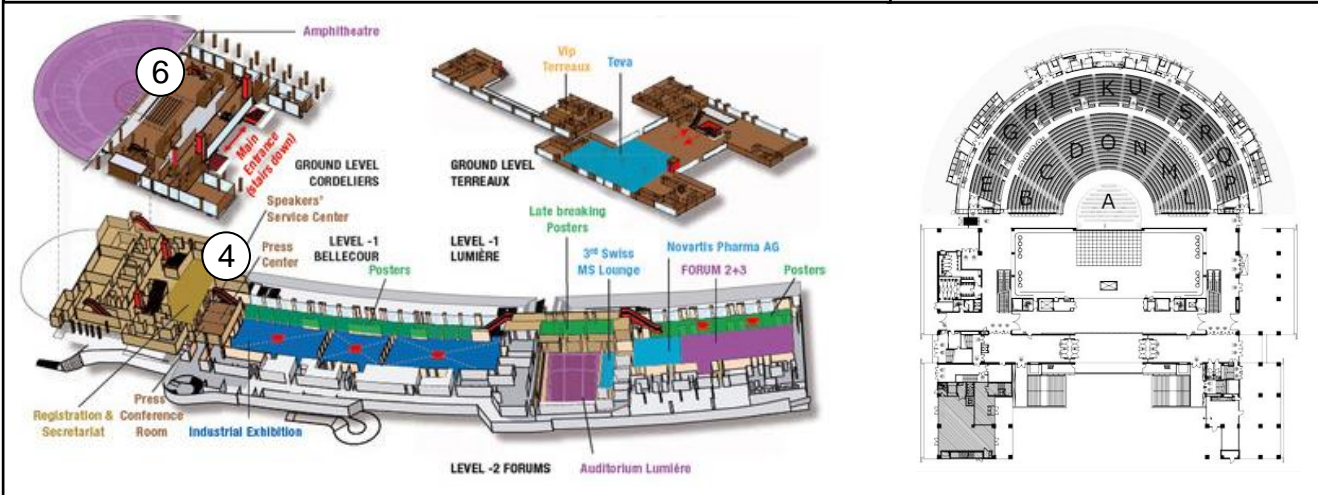 Amphitheatre
6
Main
Entrance
(stairs down)
GROUND LEVEL
CORDELIERS
Speakers'
Service Center
4
Press
Center
LEVEL -1
BELLECOUR
Posters
Registration &
Secretariat
Press
Conference
Room
Industrial Exhibition
Vip
Terreaux
Teva
GROUND LEVEL
TERREAUX
Late breaking
Posters
LEVEL -1
LUMIÈRE
3rd Swiss
MS Lounge
Novartis Pharma AG
FORUM 2+3
Posters
LEVEL -2 FORUMS
Auditorium Lumière
E F G H I J K U T S R Q P
B C D O N M L
A